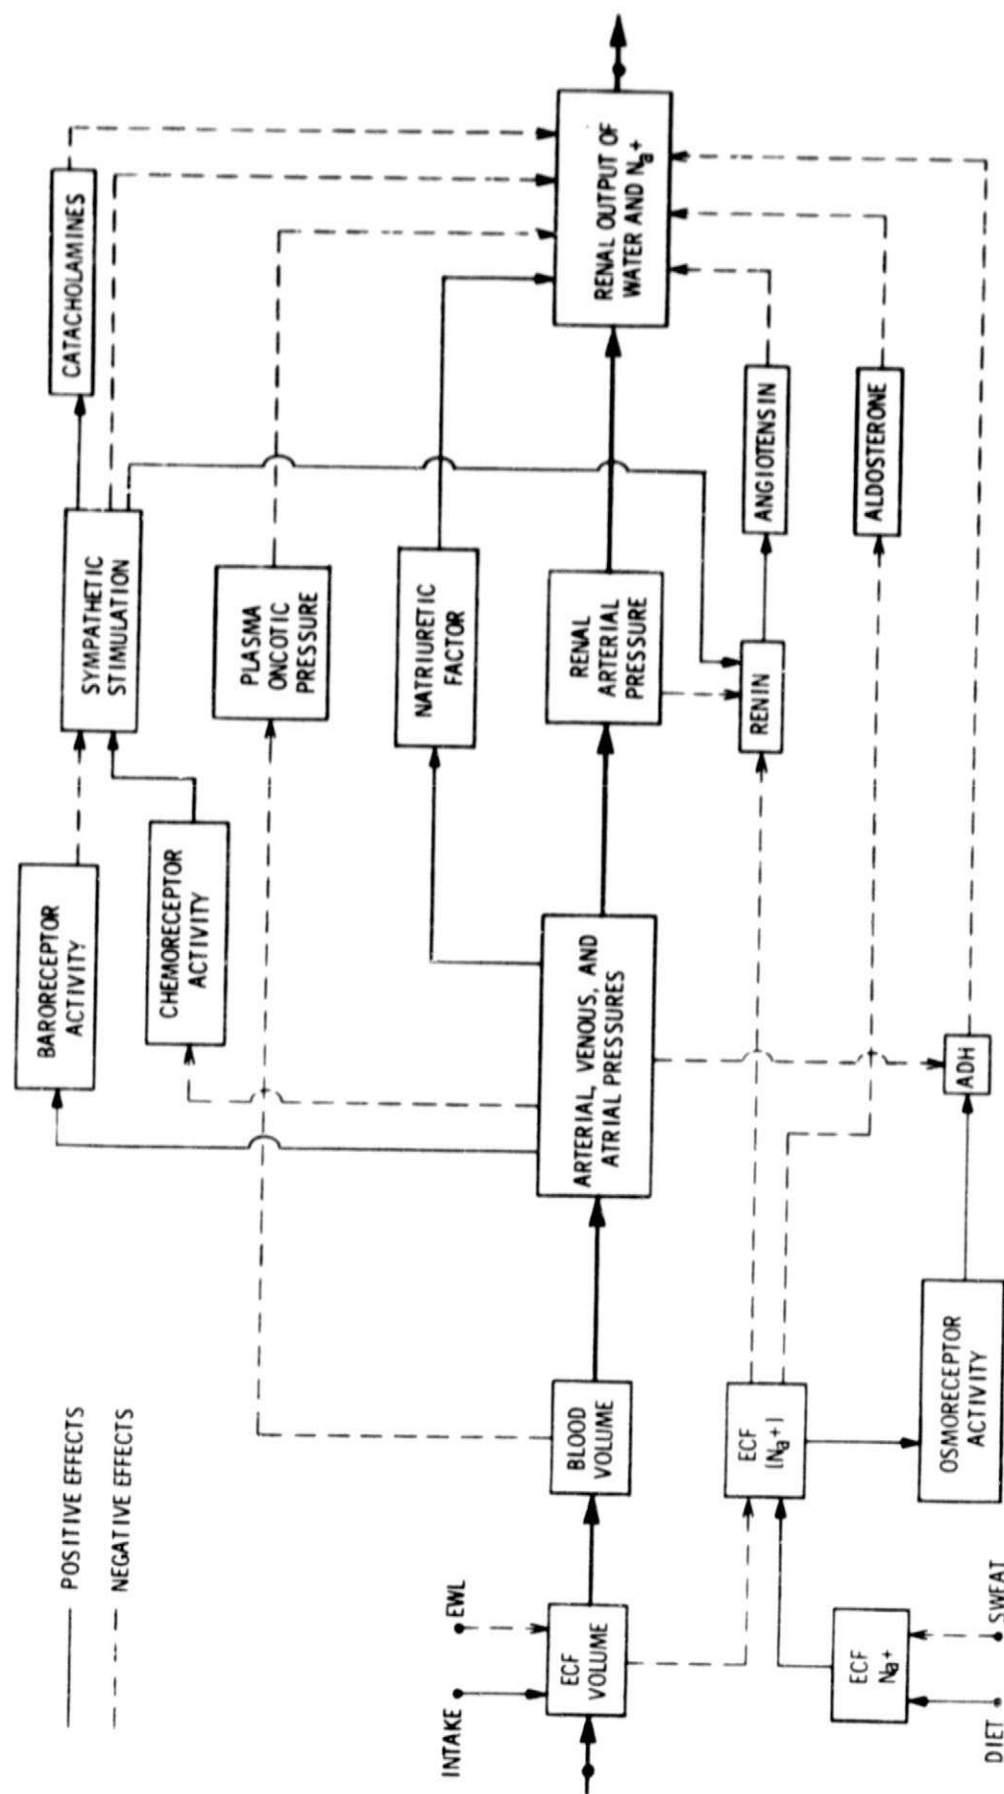 POSITIVE EFFECTS
NEGATIVE EFFECTS
BARORECEPTOR
ACTIVITY
CHEMORECEPTOR
ACTIVITY
SYMPATHETIC
STIMULATION
CATACHOLAMINES
PLASMA
ONCOTIC
PRESSURE
NATRIURETIC
FACTOR
INTAKE
EWL
ECF
VOLUME
BLOOD
VOLUME
ARTERIAL, VENOUS, AND
ATRIAL PRESSURES
RENAL
ARTERIAL
PRESSURE
RENAL OUTPUT OF
WATER AND Na+
ECF
[Na+]
RENIN
ANGIOTENSIN
ALDOSTERONE
ECF
Na+
DIET
SWEAT
OSMORECEPTOR
ACTIVITY
ADH